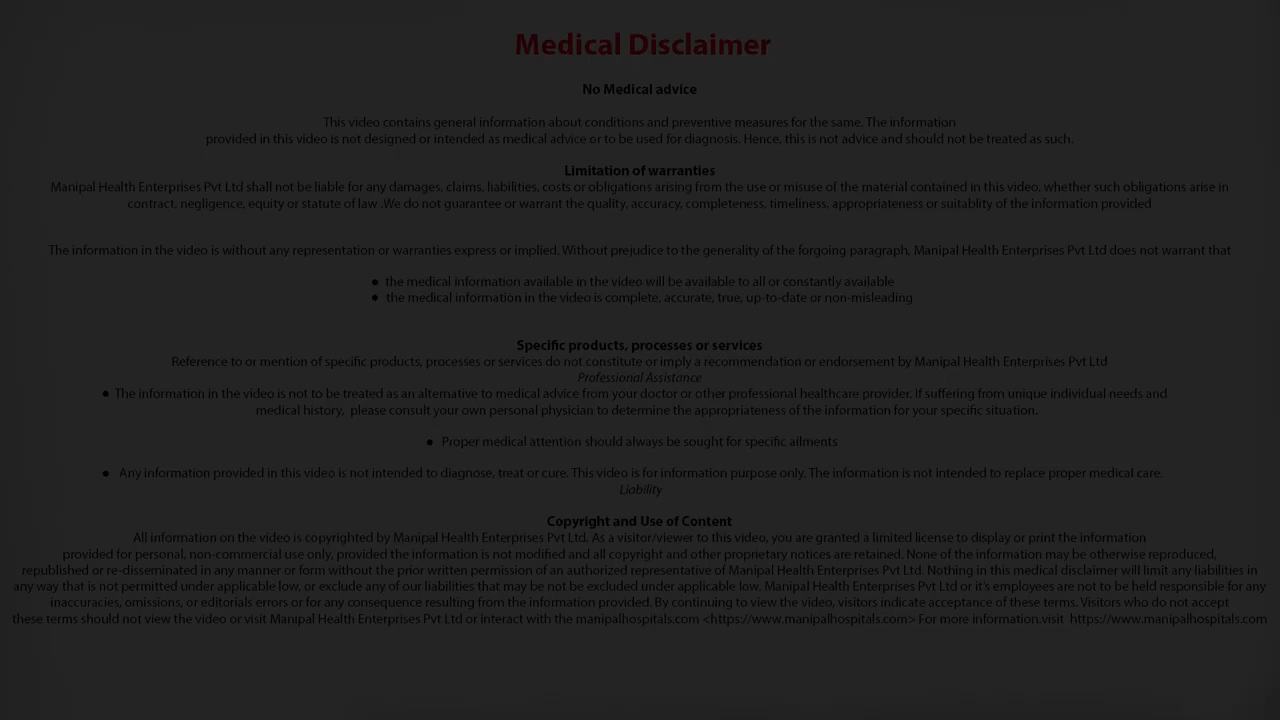 Medical Disclaimer
No Medical advice
This video contains general information about conditions and preventive measures for the same. The information
provided in this video is not designed or intended as medical advice or to be used for diagnosis. Hence, this is not advice and should not be treated as such.
Limitation of warranties
Manipal Health Enterprises Pvt Ltd shall not be liable for any damages, claims, liabilities, costs or obligations arising from the use or misuse of the material contained in this video, whether such obligations arise in
contract, negligence, equity or statute of law .We do not guarantee or warrant the quality, accuracy, completeness, timeliness, appropriateness or suitablity of the information provided
The information in the video is without any representation or warranties express or implied. Without prejudice to the generality of the forgoing paragraph, Manipal Health Enterprises Pvt Ltd does not warrant that
● the medical information available in the video will be available to all or constantly available
● the medical information in the video is complete, accurate, true, up-to-date or non-misleading
Specific products, processes or services
Reference to or mention of specific products, processes or services do not constitute or imply a recommendation or endorsement by Manipal Health Enterprises Pvt Ltd
Professional Assistance
● The information in the video is not to be treated as an alternative to medical advice from your doctor or other professional healthcare provider. If suffering from unique individual needs and
medical history, please consult your own personal physician to determine the appropriateness of the information for your specific situation.
● Proper medical attention should always be sought for specific ailments
● Any information provided in this video is not intended to diagnose, treat or cure. This video is for information purpose only. The information is not intended to replace proper medical care.
Liability
Copyright and Use of Content
All information on the video is copyrighted by Manipal Health Enterprises Pvt Ltd. As a visitor/viewer to this video, you are granted a limited license to display or print the information
provided for personal, non-commercial use only, provided the information is not modified and all copyright and other proprietary notices are retained. None of the information may be otherwise reproduced,
republished or re-disseminated in any manner or form without the prior written permission of an authorized representative of Manipal Health Enterprises Pvt Ltd. Nothing in this medical disclaimer will limit any liabilities in
any way that is not permitted under applicable low, or exclude any of our liabilities that may be not be excluded under applicable low. Manipal Health Enterprises Pvt Ltd or it's employees are not to be held responsible for any
inaccuracies, omissions, or editorials errors or for any consequence resulting from the information provided. By continuing to view the video, visitors indicate acceptance of these terms. Visitors who do not accept
these terms should not view the video or visit Manipal Health Enterprises Pvt Ltd or interact with the manipalhospitals.com <https://www.manipalhospitals.com> For more information.visit https://www.manipalhospitals.com